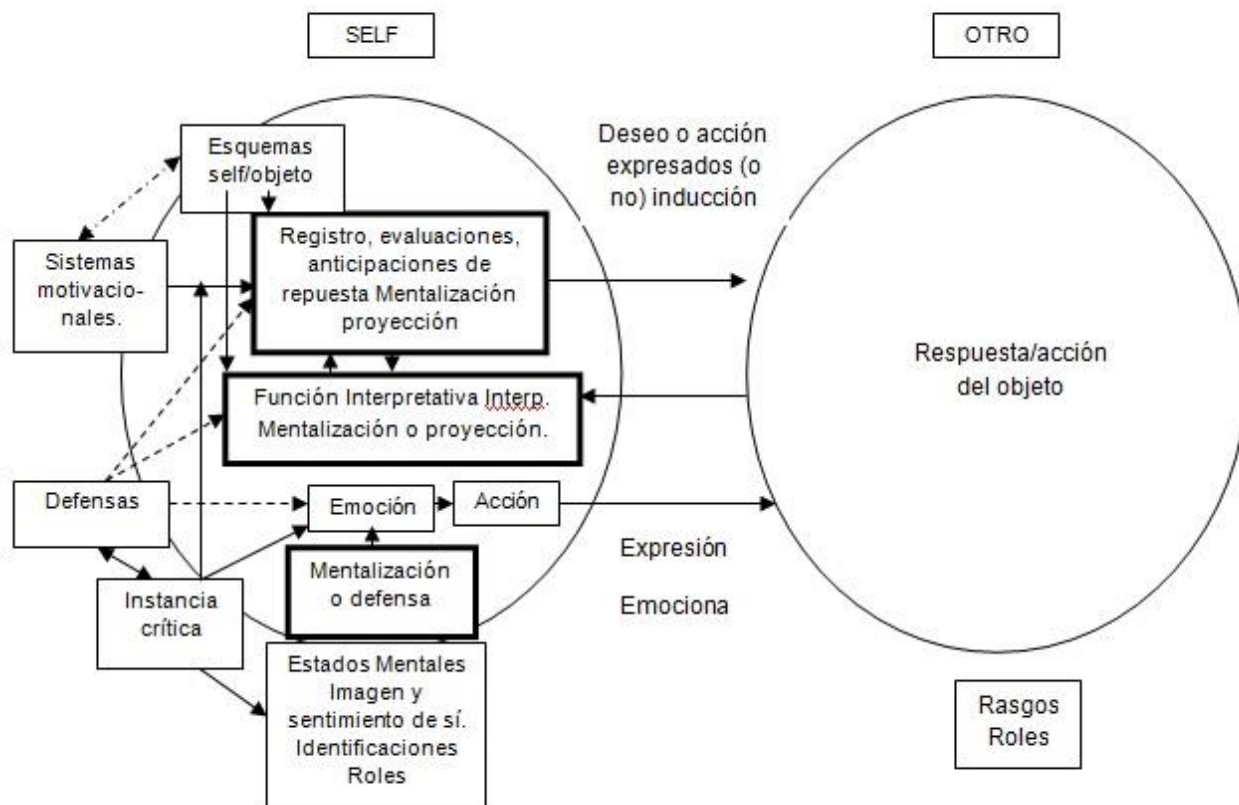 SELF
OTRO
Esquemas
self/objeto
Deseo o acción
expresados (o
no) inducción
Sistemas
motivacio-
nales.
Registro, evaluaciones,
anticipaciones de
repuesta Mentalización
proyección
Función Interpretativa Interp.
Mentalización o proyección.
Respuesta/acción
del objeto
Defensas
Emoción
Acción
Expresión
Emociona
Mentalización
o defensa
Instancia
crítica
Estados Mentales
Imagen y
sentimiento de sí.
Identificaciones
Roles
Rasgos
Roles